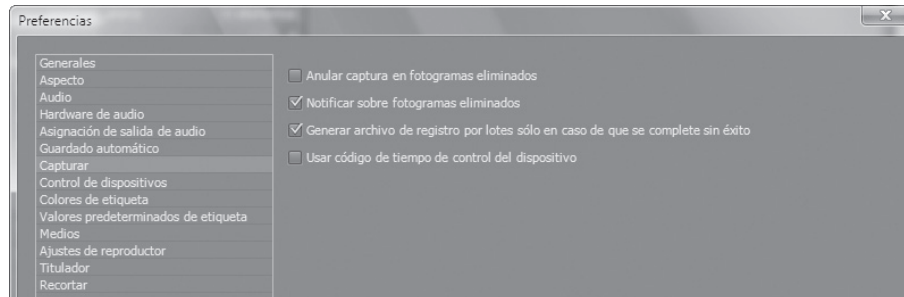 Preferencias
Generales
Aspecto
Audio
Hardware de audio
Asignación de salida de audio
Guardado automático
Capturar
Control de dispositivos
Colores de etiqueta
Valores predeterminados de etiqueta
Medios
Ajustes de reproductor
Titulador
Recortar
Anular captura en fotogramas eliminados
Notificar sobre fotogramas eliminados
Generar archivo de registro por lotes sólo en caso de que se complete sin éxito
Usar código de tiempo de control del dispositivo